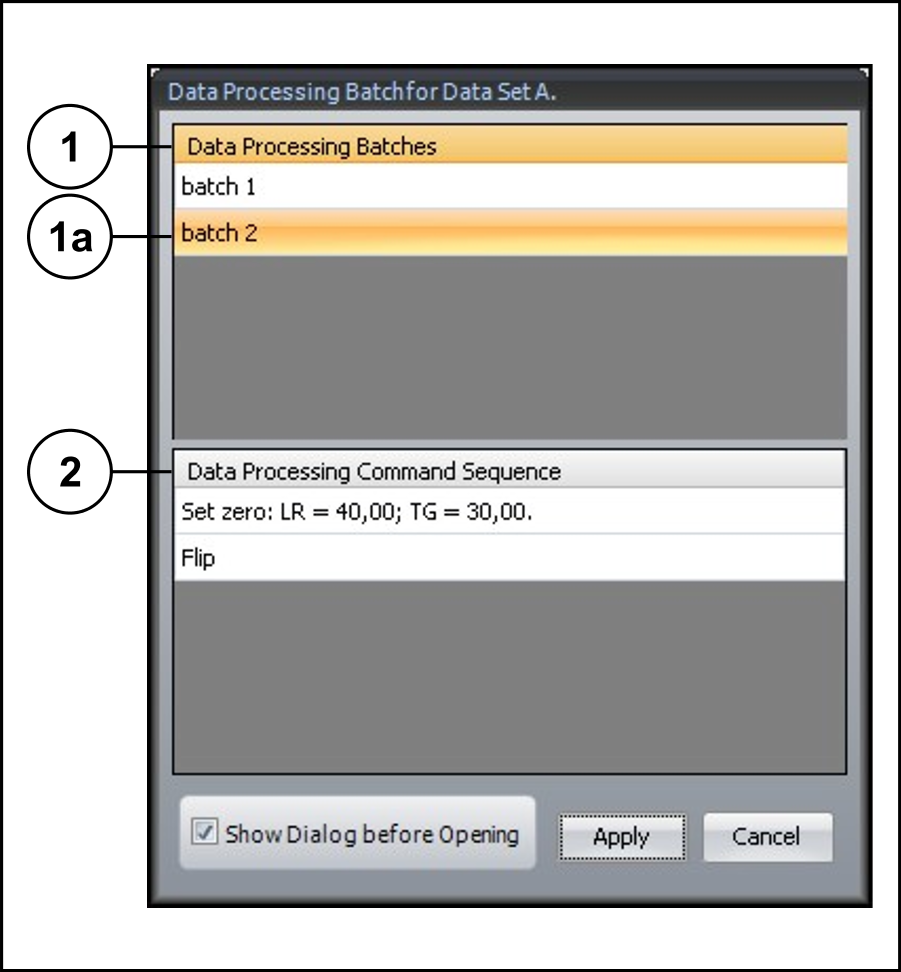 Data Processing Batchfor Data Set A.
1
Data Processing Batches
batch 1
1a
batch 2
2
Data Processing Command Sequence
Set zero: LR = 40,00; TG = 30,00.
Flip
Show Dialog before Opening
Apply
Cancel